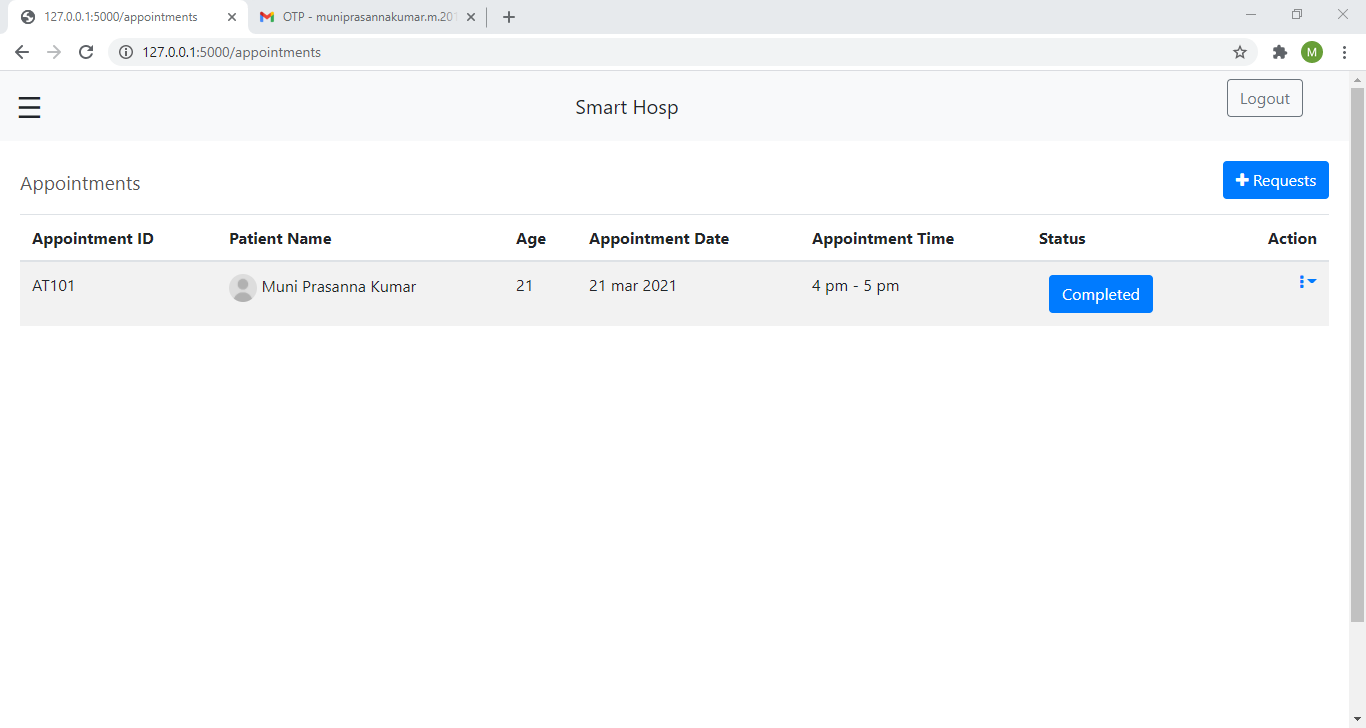 127.0.0.1:5000/appointments
OTP - muniprasannakumar.m.201
127.0.0.1:5000/appointments
M
Smart Hosp
Logout
Appointments
Requests
Appointment ID Patient Name Age Appointment Date Appointment Time Status Action
AT101 Muni Prasanna Kumar 21 21 mar 2021 4 pm - 5 pm Completed